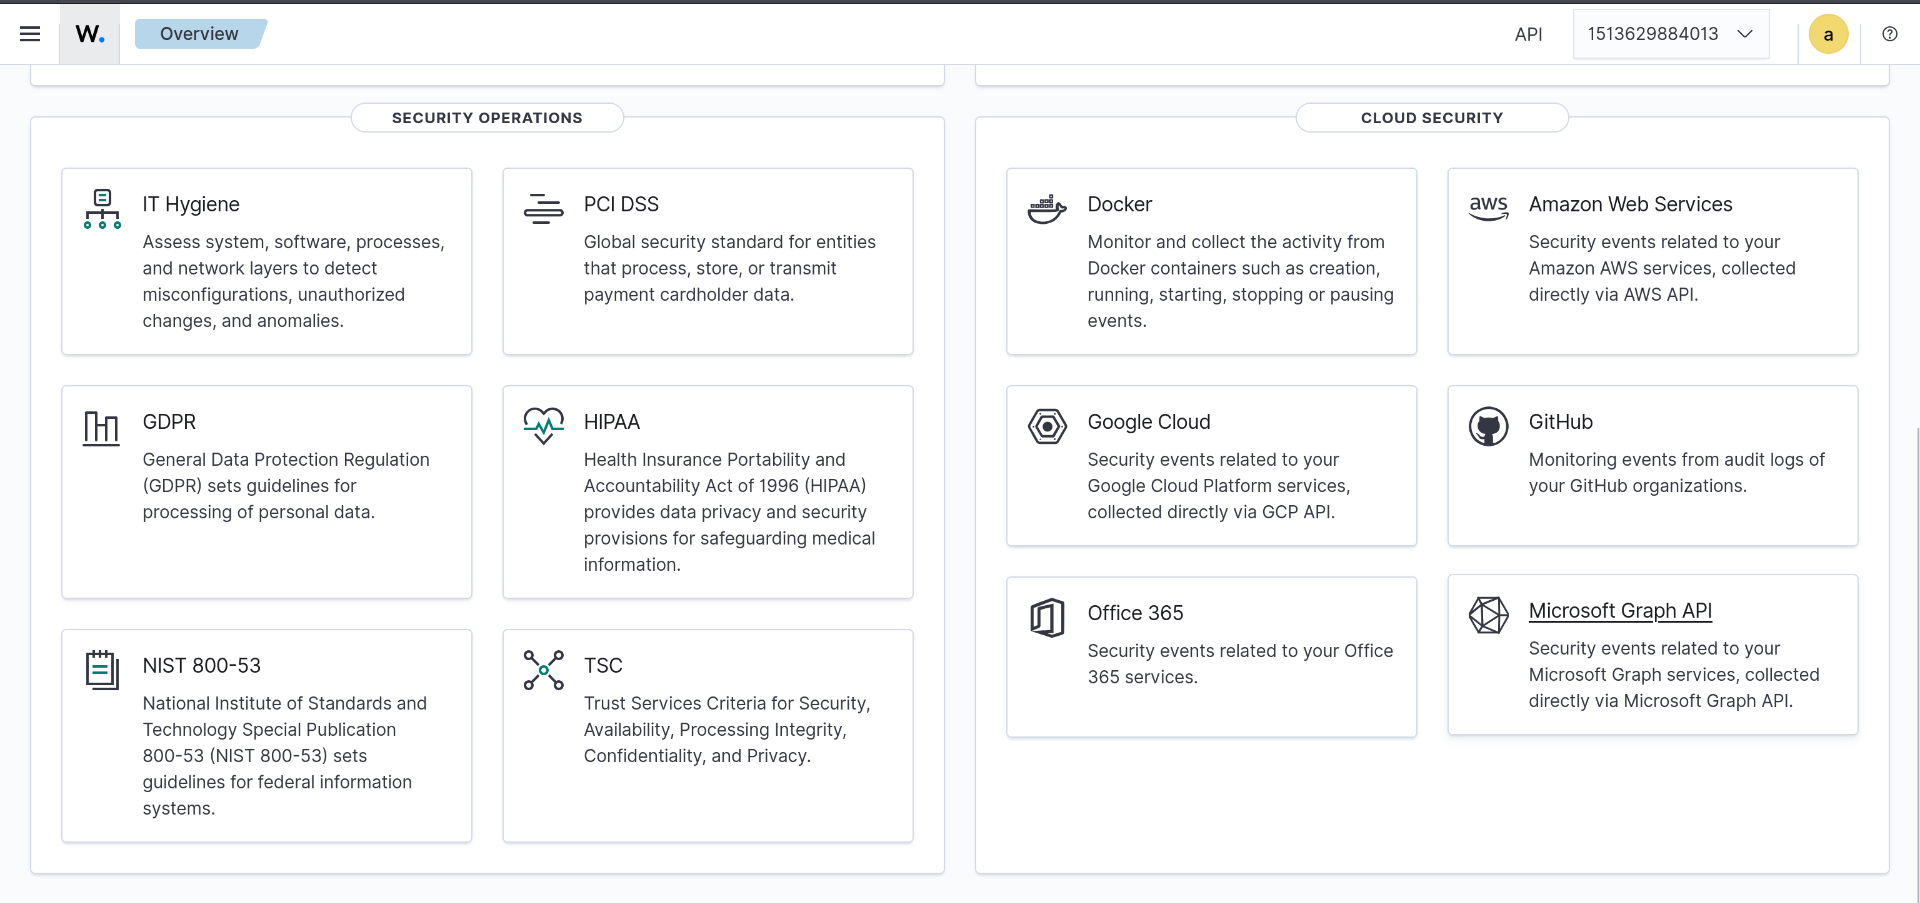 W.
Overview
API
1513629884013
a
SECURITY OPERATIONS
IT Hygiene
Assess system, software, processes,
and network layers to detect
misconfigurations, unauthorized
changes, and anomalies.
PCI DSS
Global security standard for entities
that process, store, or transmit
payment cardholder data.
GDPR
General Data Protection Regulation
(GDPR) sets guidelines for
processing of personal data.
HIPAA
Health Insurance Portability and
Accountability Act of 1996 (HIPAA)
provides data privacy and security
provisions for safeguarding medical
information.
NIST 800-53
National Institute of Standards and
Technology Special Publication
800-53 (NIST 800-53) sets
guidelines for federal information
systems.
TSC
Trust Services Criteria for Security,
Availability, Processing Integrity,
Confidentiality, and Privacy.
CLOUD SECURITY
Docker
Monitor and collect the activity from
Docker containers such as creation,
running, starting, stopping or pausing
events.
aws
Amazon Web Services
Security events related to your
Amazon AWS services, collected
directly via AWS API.
Google Cloud
Security events related to your
Google Cloud Platform services,
collected directly via GCP API.
GitHub
Monitoring events from audit logs of
your GitHub organizations.
Office 365
Security events related to your Office
365 services.
Microsoft Graph API
Security events related to your
Microsoft Graph services, collected
directly via Microsoft Graph API.